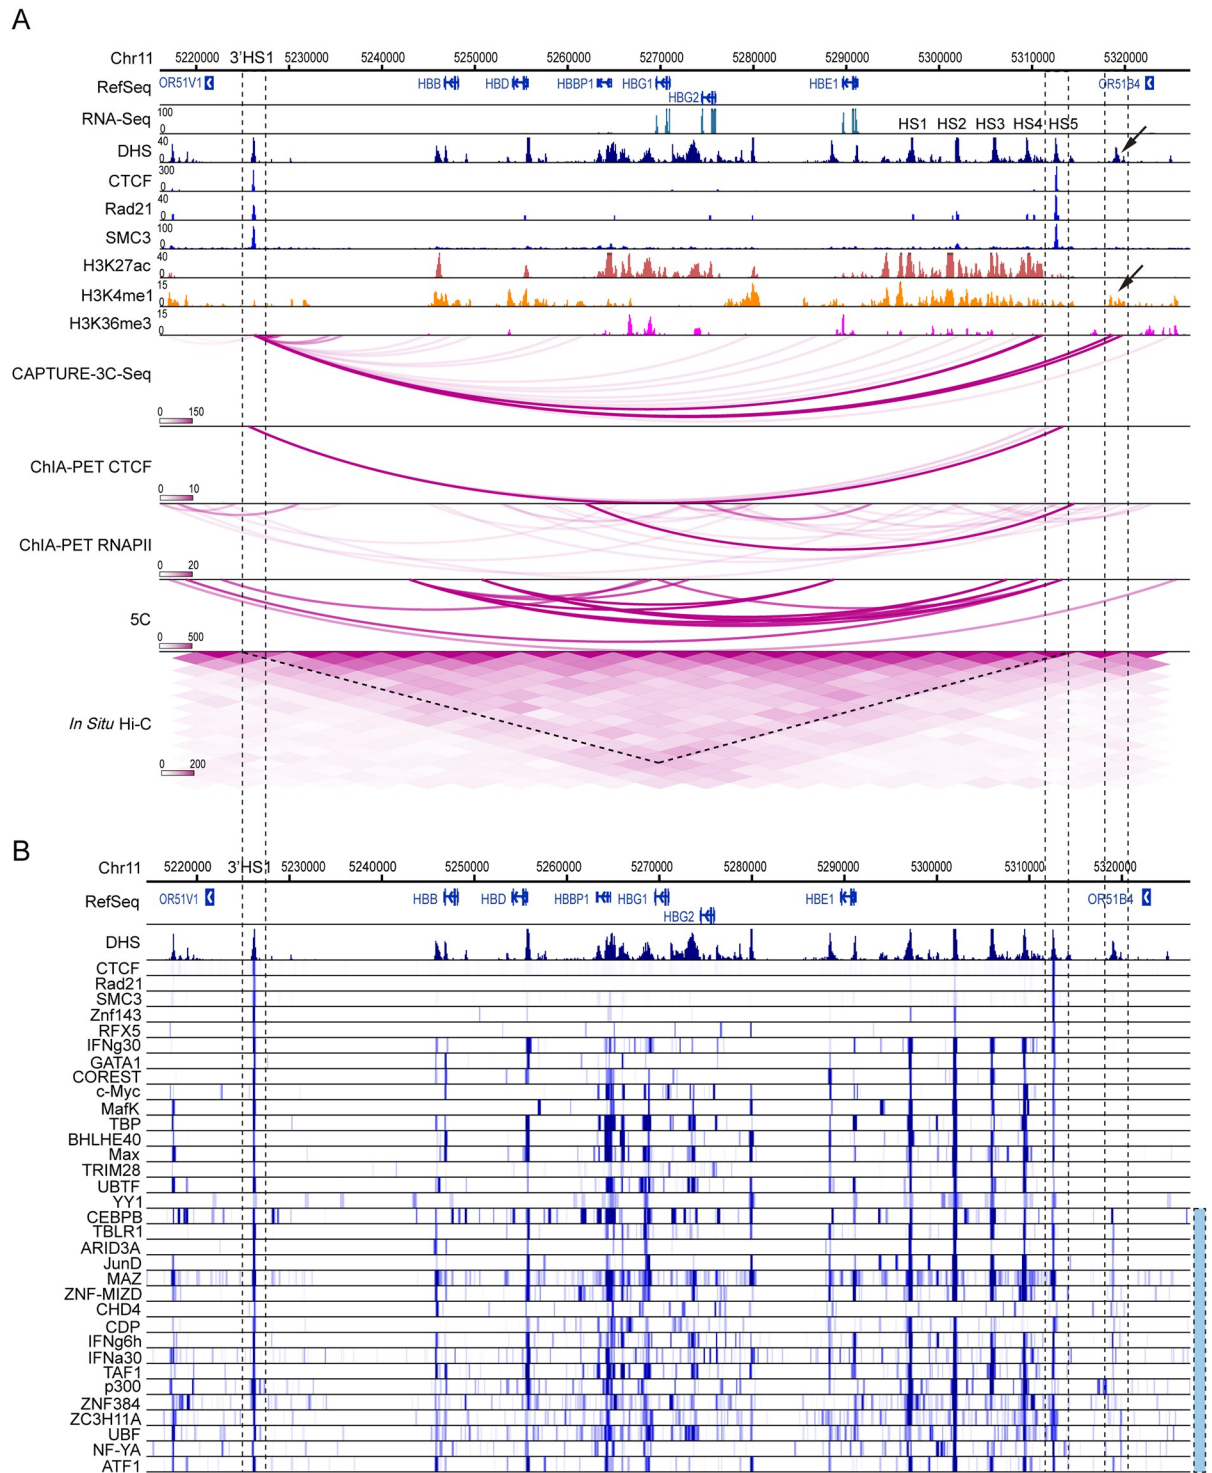 A
Chr11 5220000 3'HS1 5230000 5240000 5250000 5260000 5270000 5280000 5290000 5300000 5310000 5320000
RefSeq OR51V1 HBB HBD HBBP1 HBG1 HBE1 OR51B4
HBG2
RNA-Seq 100 0 HS1 HS2 HS3 HS4 HS5
DHS 40 0
CTCF 300 0
Rad21 40 0
SMC3 100 0
H3K27ac 40 0
H3K4me1 15 0
H3K36me3 15 0
CAPTURE-3C-Seq
0 150
ChIA-PET CTCF
0 10
ChIA-PET RNAPII
0 20
5C
0 500
In Situ Hi-C
0 200
B
Chr11 5220000 3'HS1 5230000 5240000 5250000 5260000 5270000 5280000 5290000 5300000 5310000 5320000
RefSeq OR51V1 HBB HBD HBBP1 HBG1 HBE1 OR51B4
HBG2
DHS
CTCF
Rad21
SMC3
Znf143
RFX5
IFNg30
GATA1
COREST
c-Myc
MafK
TBP
BHLHE40
Max
TRIM28
UBTF
YY1
CEBPB
TBLR1
ARID3A
JunD
MAZ
ZNF-MIZD
CHD4
CDP
IFNg6h
IFNa30
TAF1
p300
ZNF384
ZC3H11A
UBF
NF-YA
ATF1